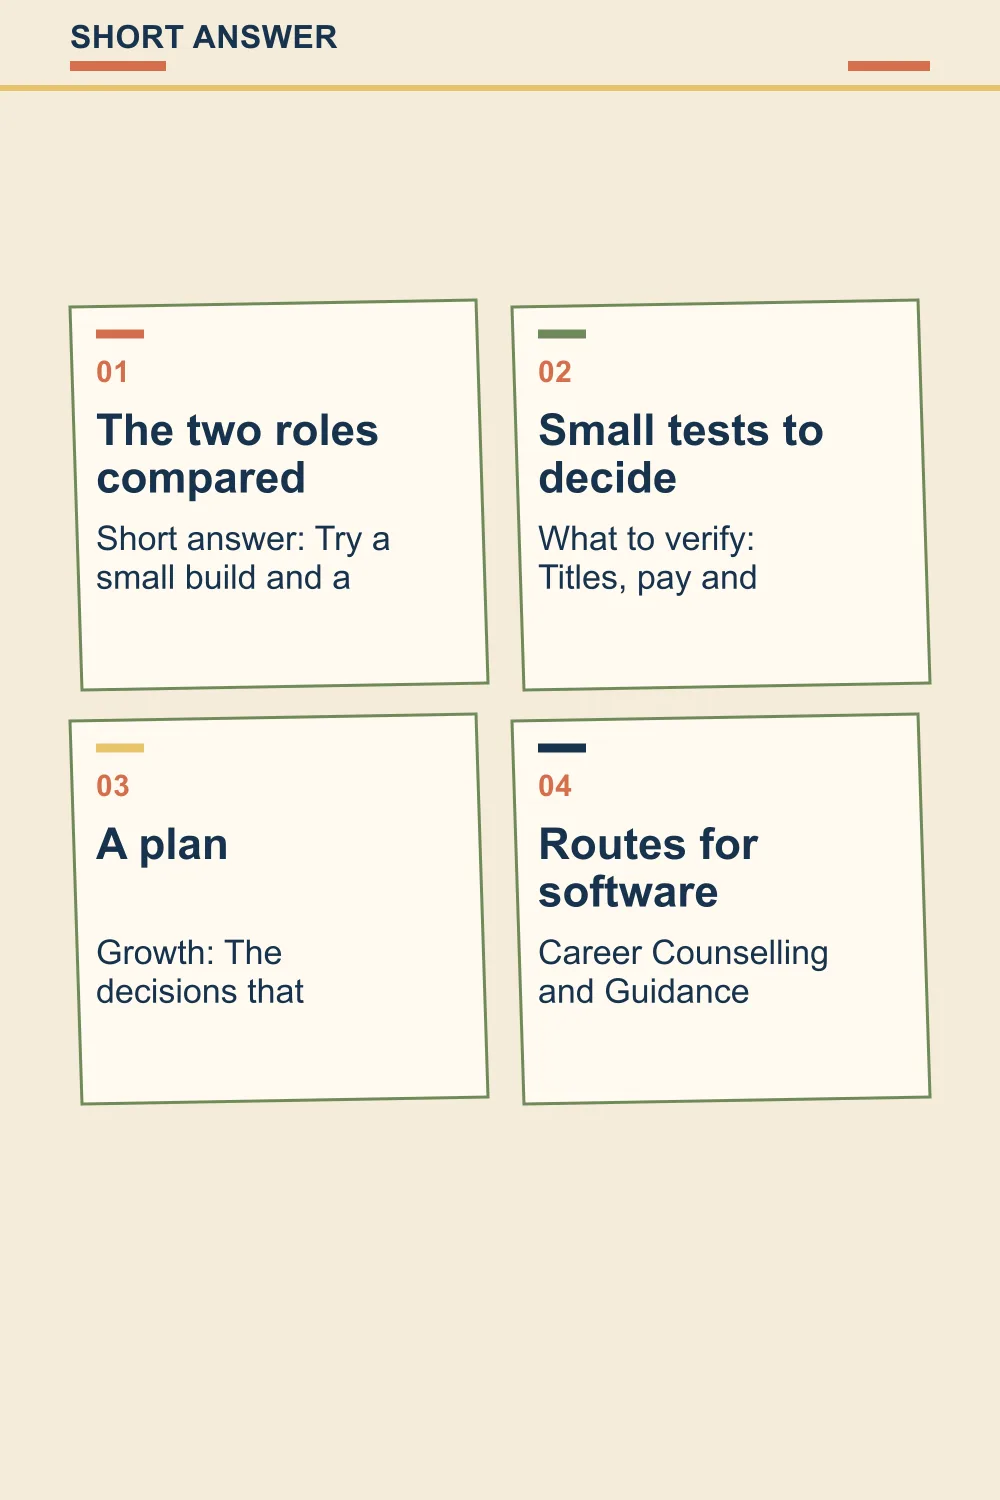 SHORT ANSWER
01
The two roles
compared
Short answer: Try a
small build and a
02
Small tests to
decide
What to verify:
Titles, pay and
03
A plan
Growth: The
decisions that
04
Routes for
software
Career Counselling
and Guidance